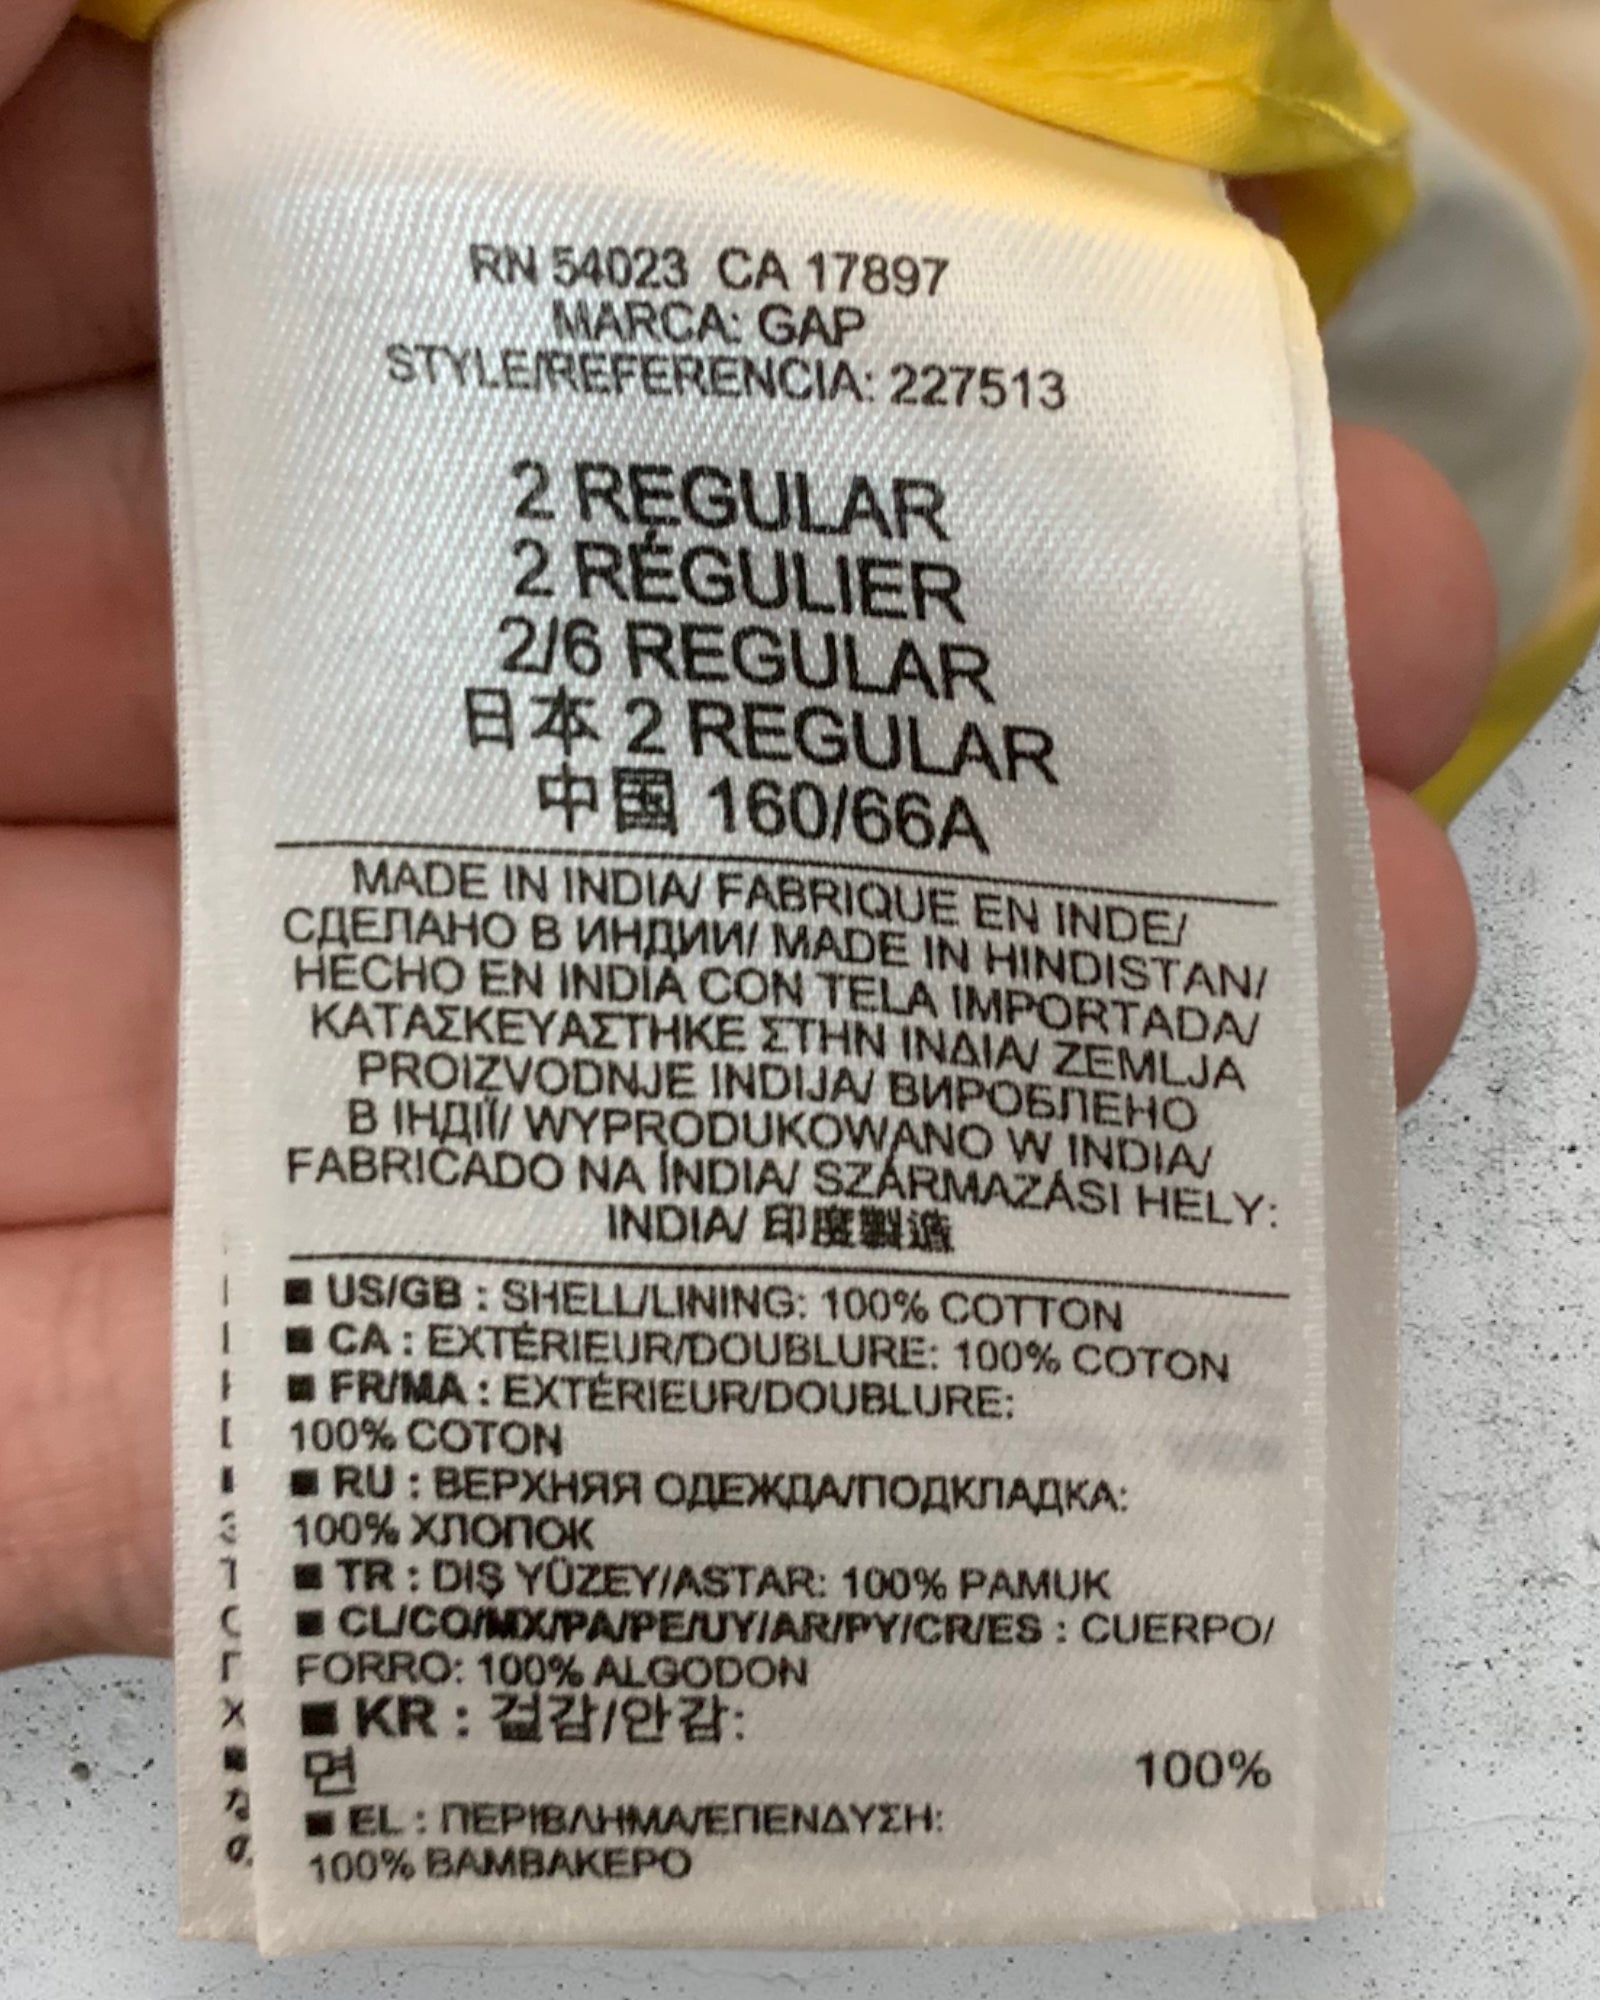 RN 54023 CA 17897
MARCA: GAP
STYLE/REFERENCIA: 227513
2 REGULAR
2 RÉGULIER
2/6 REGULAR
日本 2 REGULAR
中国 160/66A
MADE IN INDIA/ FABRIQUE EN INDE/
СДЕЛАНО В ИНДИИ/ MADE IN HINDISTAN/
HECHO EN INDIA CON TELA IMPORTADA/
ΚΑΤΑΣΚΕΥΑΣΤΗΚΕ ΣΤΗΝ ΙΝΔΙΑ/ ZEMLJA
PROIZVODNJE INDIJA/ ВИРОБЛЕНО
В ІНДІЇ/ WYPRODUKOWANO W INDIA/
FABRICADO NA ÍNDIA/ SZÁRMAZÁSI HELY:
INDIA/ 印度製造
■ US/GB : SHELL/LINING: 100% COTTON
■ CA : EXTÉRIEUR/DOUBLURE: 100% COTON
■ FR/MA : EXTÉRIEUR/DOUBLURE:
100% COTON
■ RU : ВЕРХНЯЯ ОДЕЖДА/ПОДКЛАДКА:
100% ХЛОПОК
■ TR : DIŞ YÜZEY/ASTAR: 100% PAMUK
■ CL/CO/MX/PA/PE/UY/AR/PY/CR/ES : CUERPO/
FORRO: 100% ALGODON
■ KR : 겉감/안감:
면 100%
■ EL : ΠΕΡΙΒΛΗΜΑ/ΕΠΕΝΔΥΣΗ:
100% ΒΑΜΒΑΚΕΡΟ